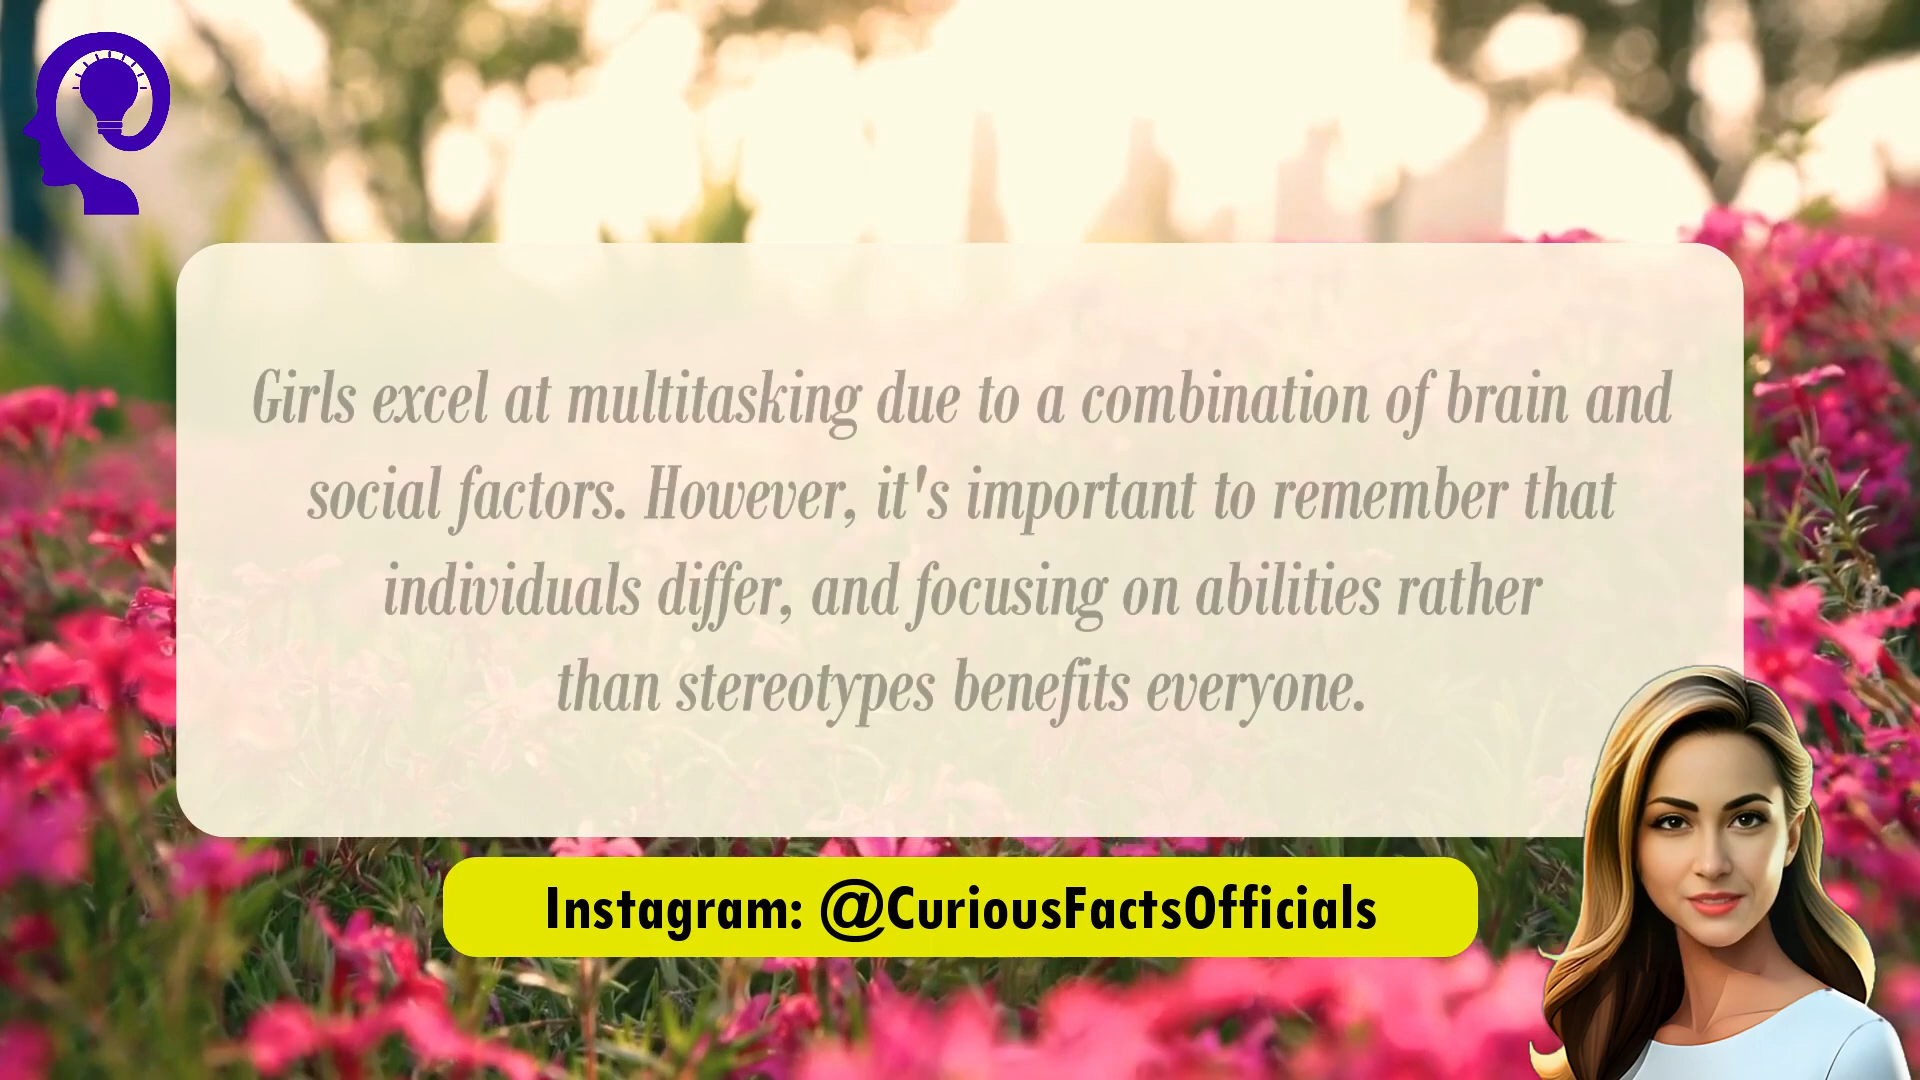 Girls excel at multitasking due to a combination of brain and
social factors. However, it's important to remember that
individuals differ, and focusing on abilities rather
than stereotypes benefits everyone.
Instagram: @CuriousFactsOfficials